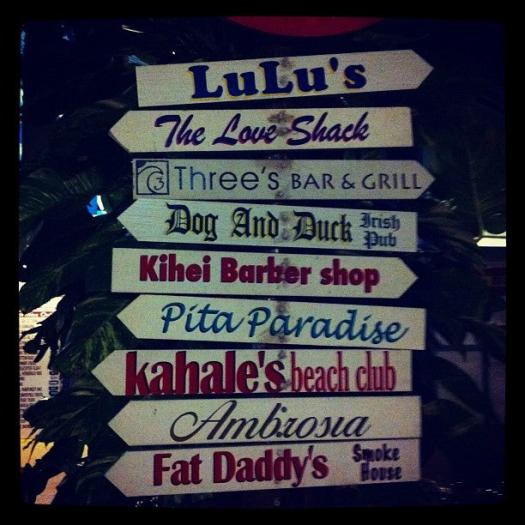 LuLu's
The Love Shack
Three's BAR & GRILL
Dog And Duck Irish Pub
Kihei Barber shop
Pita Paradise
kahale's beach club
Ambrosia
Fat Daddy's Smoke House